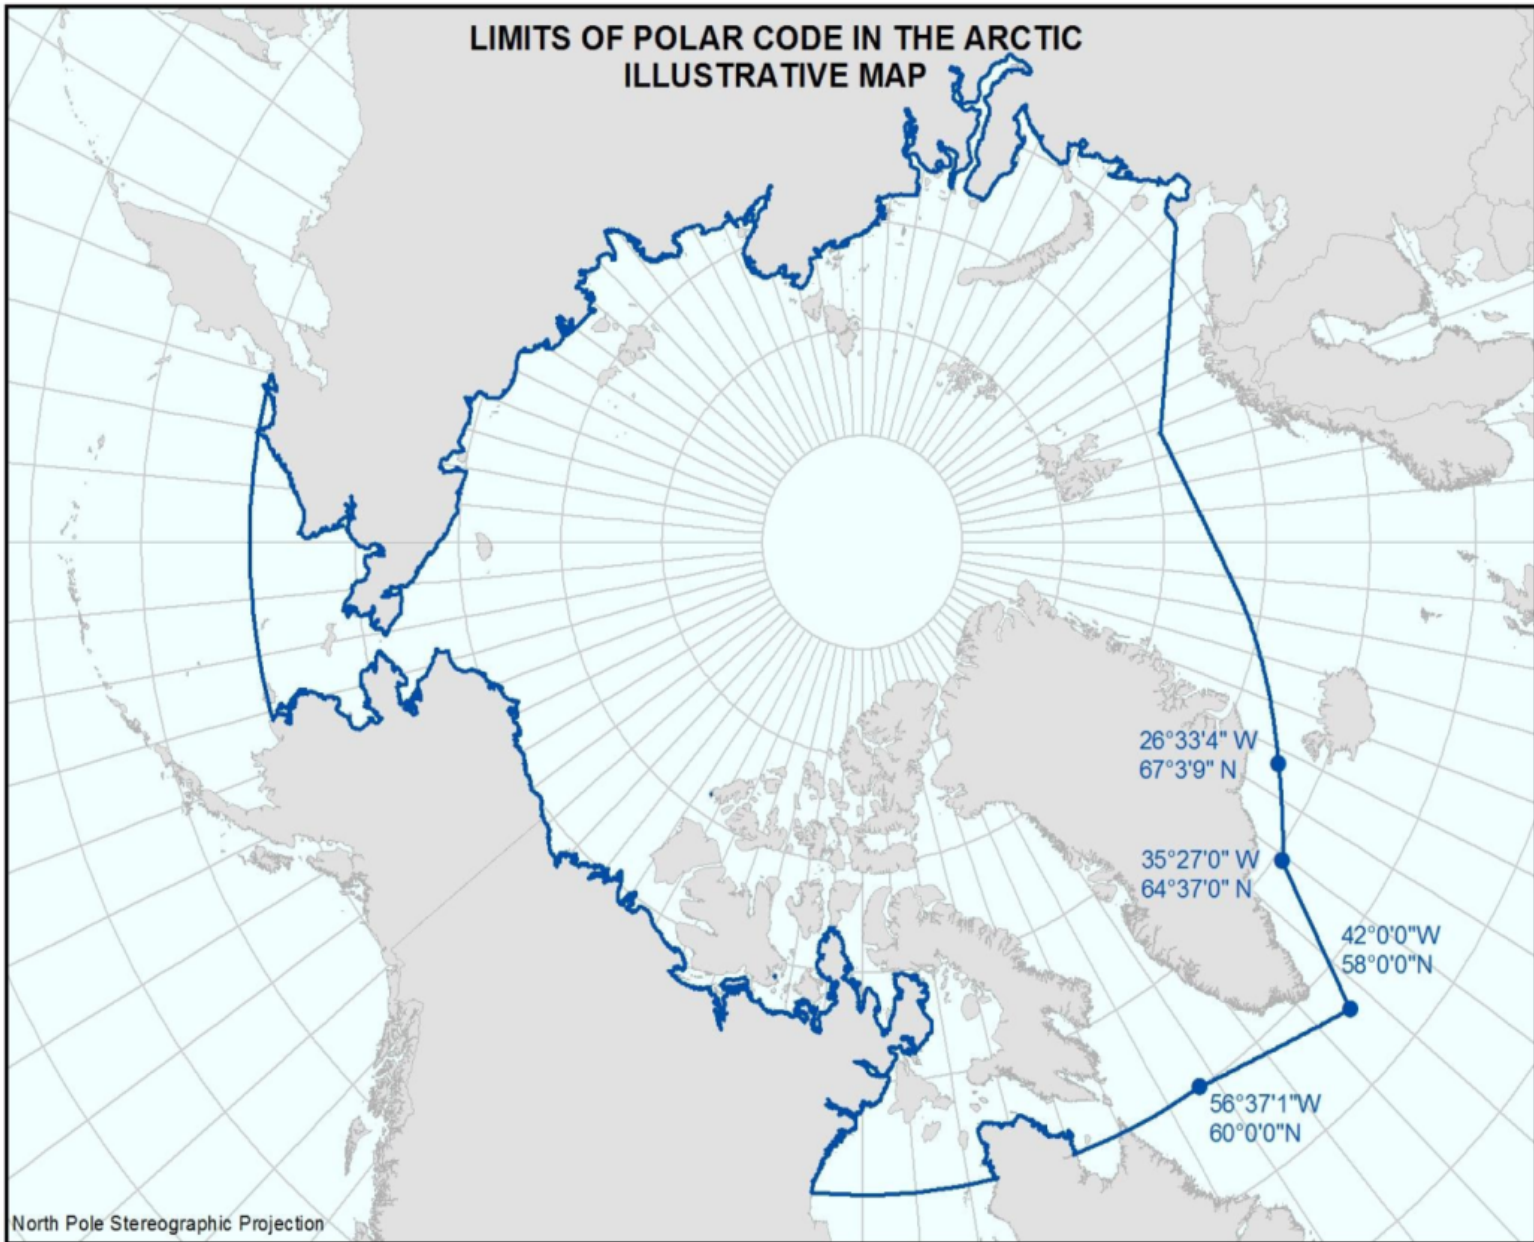 LIMITS OF POLAR CODE IN THE ARCTIC
ILLUSTRATIVE MAP
26°33'4" W
67°3'9" N
35°27'0" W
64°37'0" N
42°0'0"W
58°0'0"N
56°37'1"W
60°0'0"N
North Pole Stereographic Projection